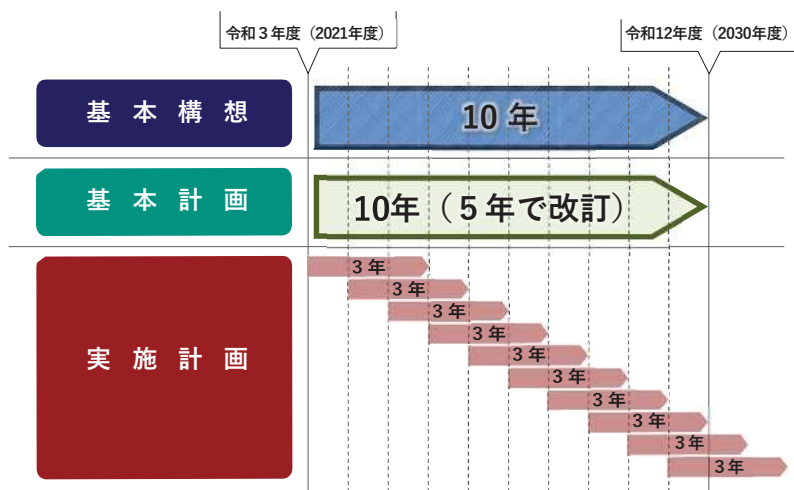 令和３年度（2021年度）
令和12年度（2030年度）
基本構想
10 年
基本計画
10年（５年で改訂）
実施計画
３年
３年
３年
３年
３年
３年
３年
３年
３年
３年